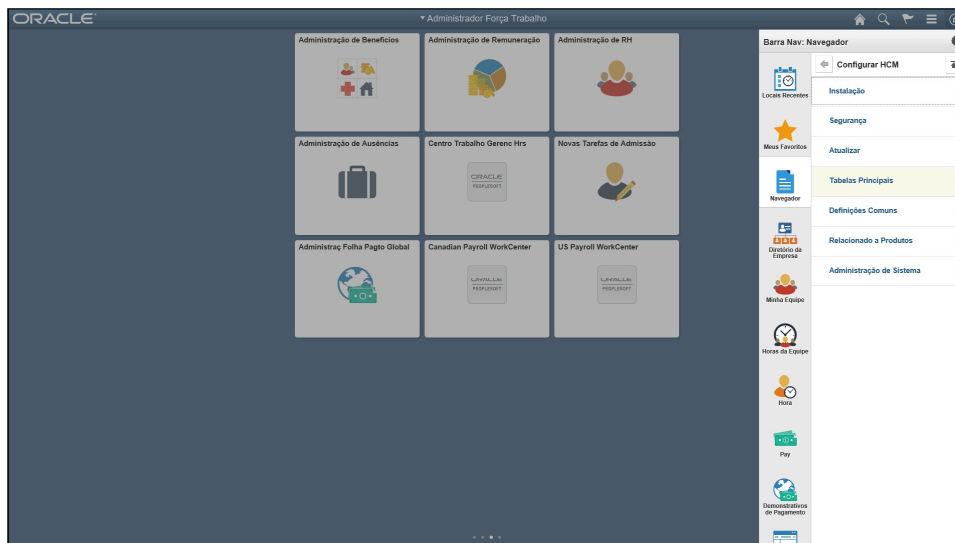 ORACLE
Administrador Força Trabalho
Administração de Benefícios
Administração de Remuneração
Administração de RH
Administração de Ausências
Centro Trabalho Gerenc Hrs
ORACLE
PEOPLESOFT
Novas Tarefas de Admissão
Administraç Folha Pagto Global
Canadian Payroll WorkCenter
ORACLE
PEOPLESOFT
US Payroll WorkCenter
ORACLE
PEOPLESOFT
Barra Nav: Navegador
Locais Recentes
Meus Favoritos
Navegador
Diretório da
Empresa
Minha Equipe
Horas da Equipe
Hora
Pay
Demonstrativos
de Pagamento
Configurar HCM
Instalação
Segurança
Atualizar
Tabelas Principais
Definições Comuns
Relacionado a Produtos
Administração de Sistema